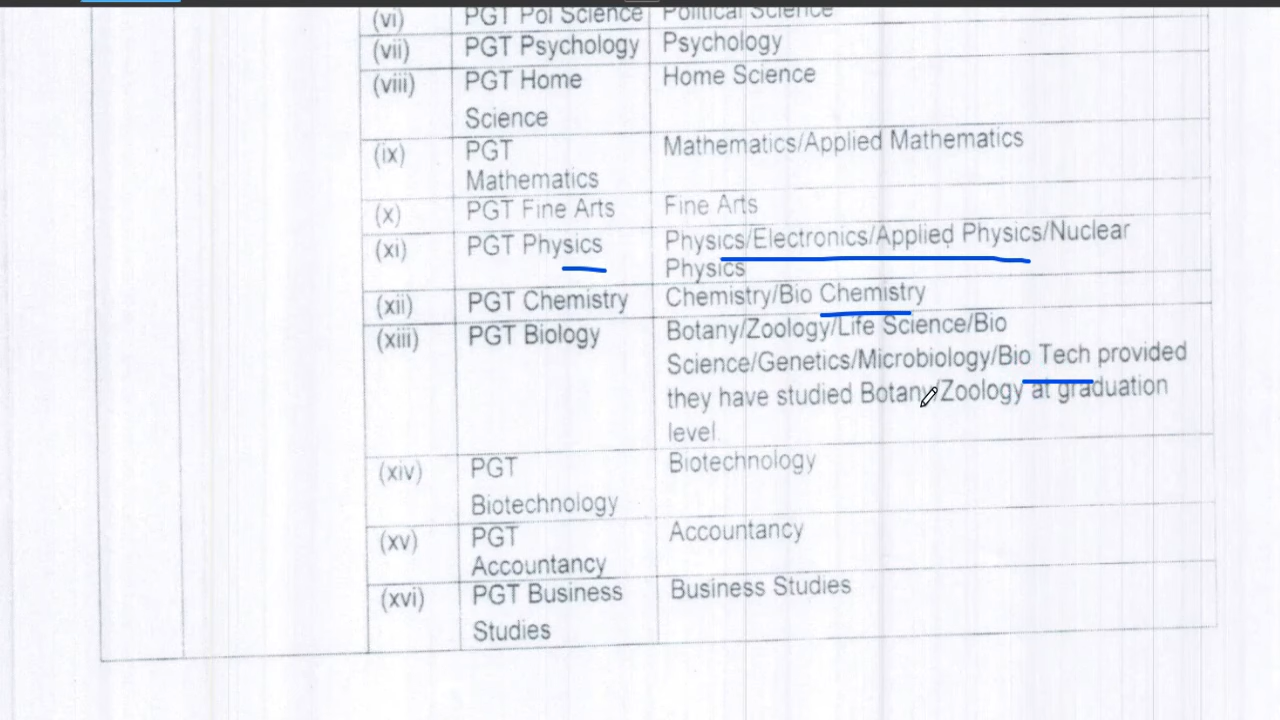 (vi) PGT Pol Science Political Science
(vii) PGT Psychology Psychology
(viii) PGT Home Home Science
Science
(ix) PGT Mathematics/Applied Mathematics
Mathematics
(x) PGT Fine Arts Fine Arts
(xi) PGT Physics Physics/Electronics/Applied Physics/Nuclear
Physics
(xii) PGT Chemistry Chemistry/Bio Chemistry
(xiii) PGT Biology Botany/Zoology/Life Science/Bio
Science/Genetics/Microbiology/Bio Tech provided
they have studied Botany/Zoology at graduation
level.
(xiv) PGT Biotechnology
Biotechnology
(xv) PGT Accountancy
Accountancy
(xvi) PGT Business Business Studies
Studies